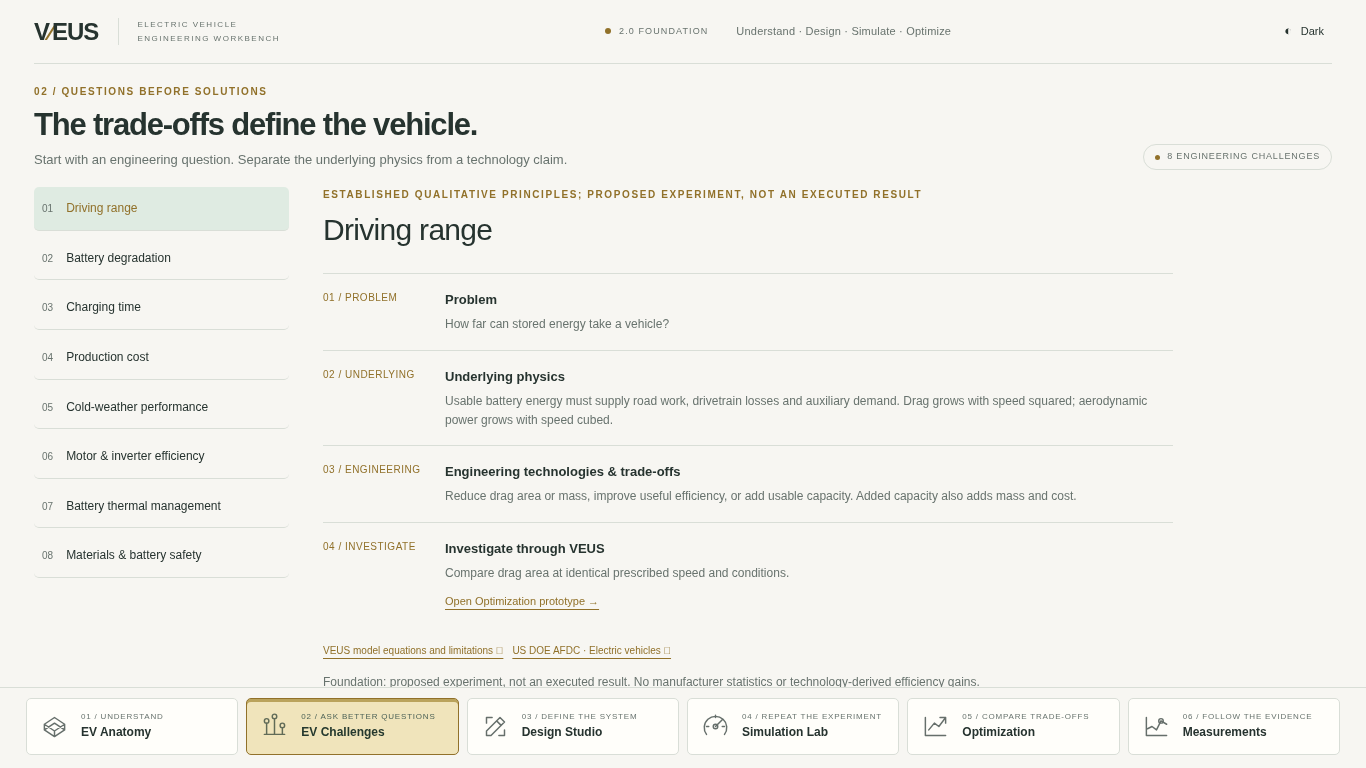 VEUS
ELECTRIC VEHICLE
ENGINEERING WORKBENCH
2.0 FOUNDATION
Understand · Design · Simulate · Optimize
Dark
02 / QUESTIONS BEFORE SOLUTIONS
The trade-offs define the vehicle.
Start with an engineering question. Separate the underlying physics from a technology claim.
8 ENGINEERING CHALLENGES
01 Driving range
02 Battery degradation
03 Charging time
04 Production cost
05 Cold-weather performance
06 Motor & inverter efficiency
07 Battery thermal management
08 Materials & battery safety
ESTABLISHED QUALITATIVE PRINCIPLES; PROPOSED EXPERIMENT, NOT AN EXECUTED RESULT
Driving range
01 / PROBLEM
Problem
How far can stored energy take a vehicle?
02 / UNDERLYING
Underlying physics
Usable battery energy must supply road work, drivetrain losses and auxiliary demand. Drag grows with speed squared; aerodynamic
power grows with speed cubed.
03 / ENGINEERING
Engineering technologies & trade-offs
Reduce drag area or mass, improve useful efficiency, or add usable capacity. Added capacity also adds mass and cost.
04 / INVESTIGATE
Investigate through VEUS
Compare drag area at identical prescribed speed and conditions.
Open Optimization prototype →
VEUS model equations and limitations
US DOE AFDC · Electric vehicles
Foundation: proposed experiment, not an executed result. No manufacturer statistics or technology-derived efficiency gains.
01 / UNDERSTAND
EV Anatomy
02 / ASK BETTER QUESTIONS
EV Challenges
03 / DEFINE THE SYSTEM
Design Studio
04 / REPEAT THE EXPERIMENT
Simulation Lab
05 / COMPARE TRADE-OFFS
Optimization
06 / FOLLOW THE EVIDENCE
Measurements